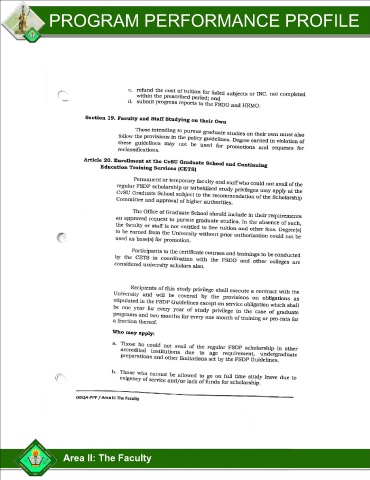 PROGRAM PERFORMANCE PROFILE
c. refund the cost of tuition for failed subjects or INC. not completed
within the prescribed period; and
d. submit progress reports to the FSDO and HRMO.
Section 19. Faculty and Staff Studying on their Own
Those intending to pursue graduate studies on their own must also
follow the provisions in the policy guidelines. Degree earned in violation of
these guidelines may not be used for promotions and requests for
reclassifications.
Article 20. Enrollment at the CvSU Graduate School and Continuing
Education Training Services (CETS)
Permanent or temporary faculty and staff who could not avail of the
regular FSDP scholarship or subsidized study privileges may apply at the
CvSU Graduate School subject to the recommendation of the Scholarship
Committee and approval of higher authorities.
The Office of Graduate School should include in their requirements
an approved request to pursue graduate studies. In the absence of such,
the faculty or staff is not entitled to free tuition and other fees. Degree(s)
to be earned from the University without prior authorization could not be
used as base(s) for promotion.
Participants to the certificate courses and trainings to be conducted
by the CETS in coordination with the FSDO and other colleges are
considered university scholars also.
Recipients of this study privilege shall execute a contract with the
University and will be covered by the provisions on obligations as
stipulated in the FSDP Guidelines except on service obligation which shall
be one year for every year of study privilege in the case of graduate
programs and two months for every one month of training or pro-rata for
a fraction thereof.
Who may apply:
a. Those ho could not avail of the regular FSDP scholarship in other
accredited institutions due to age requirement, undergraduate
preparations and other limitations set by the FSDP Guidelines.
b. Those who cannot be allowed to go on full time study leave due to
exigency of service and/or lack of funds for scholarship.
OEQA-PPP / Area II: The Faculty
Area II: The Faculty